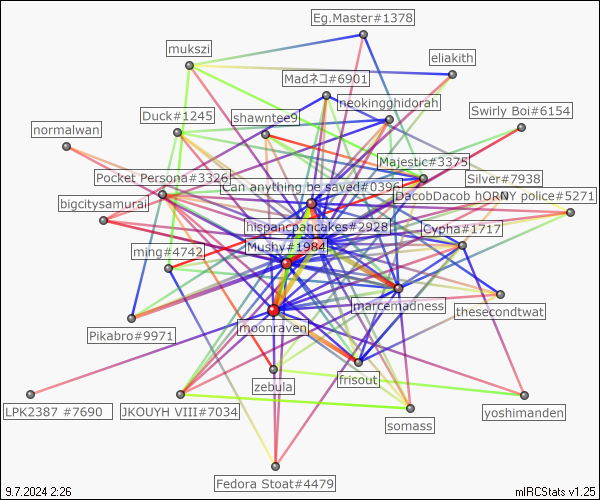 Eg.Master#1378
mukszi
eliakith
Madネコ#6901
neokingghidorah
Duck#1245
shawntee9
Swirly Boi#6154
normalwan
Majestic#3375
Pocket Persona#3326
Can anything be saved#0396
Silver#7938
DacobDacob hORNY police#5271
bigcitysamurai
hispancpancakes#2928
Cypha#1717
Mushy#1984
ming#4742
marcemadness
thesecondtwat
moonraven
Pikabro#9971
frisout
zebula
LPK2387 #7690
JKOUYH VIII#7034
yoshimanden
somass
Fedora Stoat#4479
9.7.2024 2:26
mIRCStats v1.25